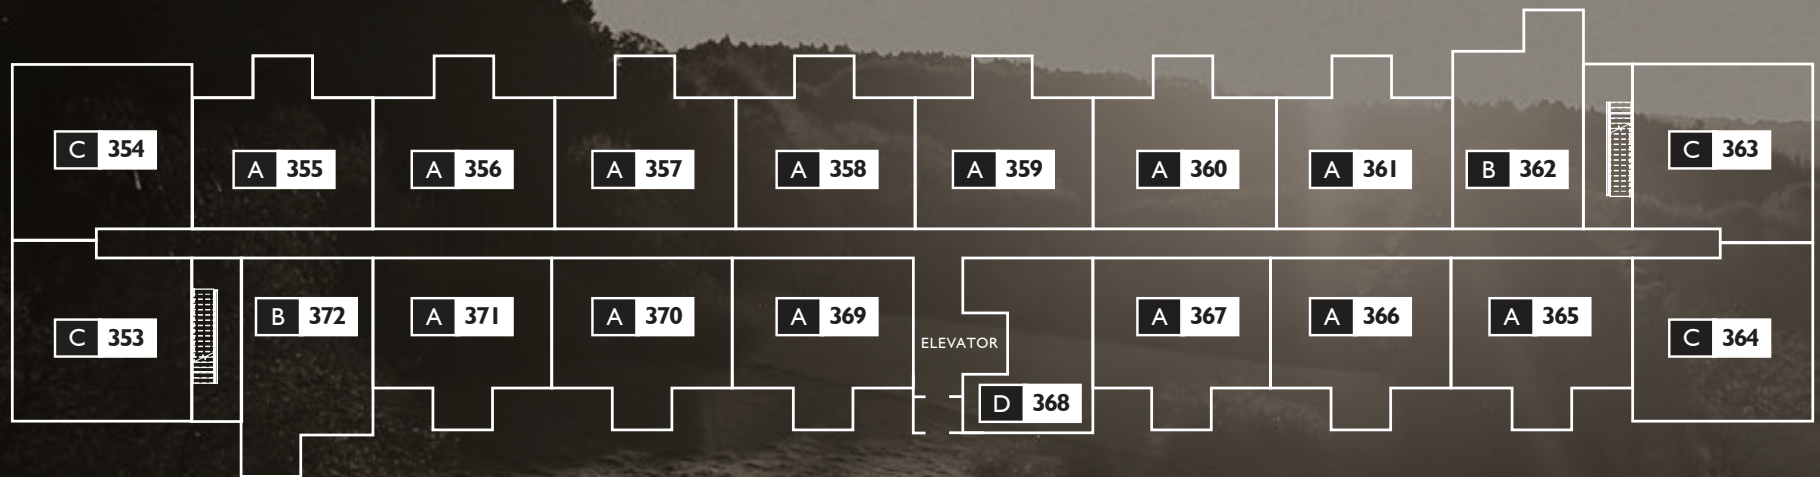 C 354
A 355
A 356
A 357
A 358
A 359
A 360
A 361
B 362
C 363
C 353
B 372
A 371
A 370
A 369
ELEVATOR
D 368
A 367
A 366
A 365
C 364